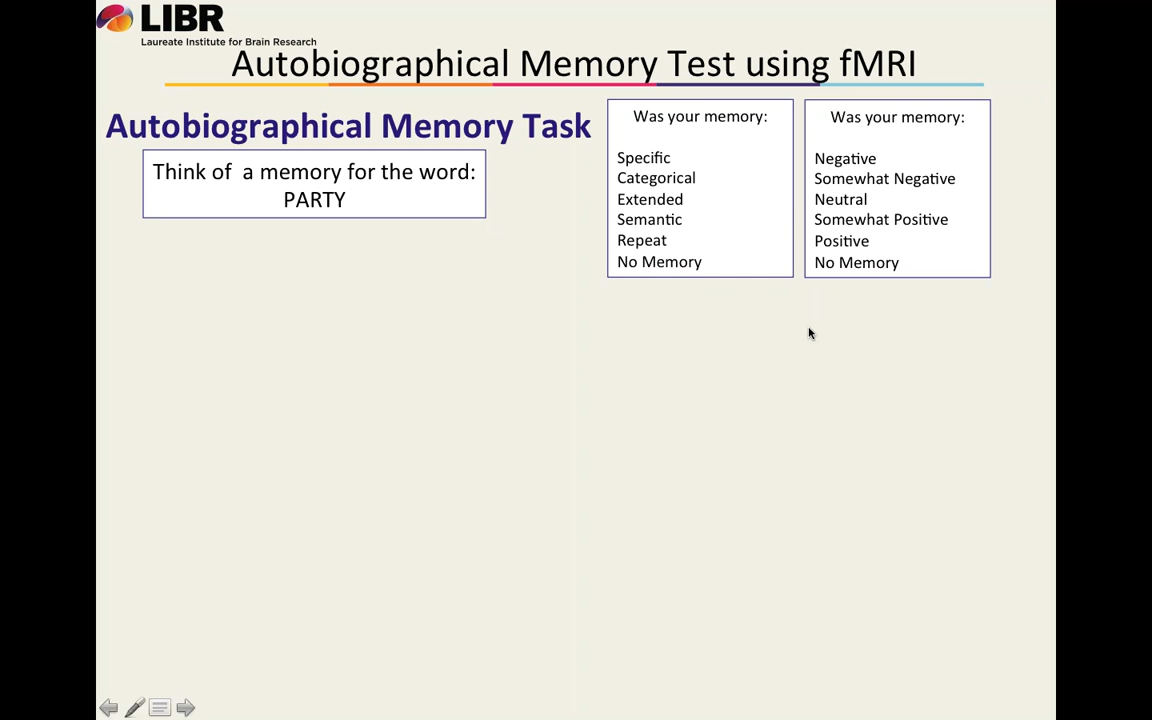 LIBR
Laureate Institute for Brain Research
Autobiographical Memory Test using fMRI
Autobiographical Memory Task
Think of a memory for the word:
PARTY
Was your memory:
Specific
Categorical
Extended
Semantic
Repeat
No Memory
Was your memory:
Negative
Somewhat Negative
Neutral
Somewhat Positive
Positive
No Memory